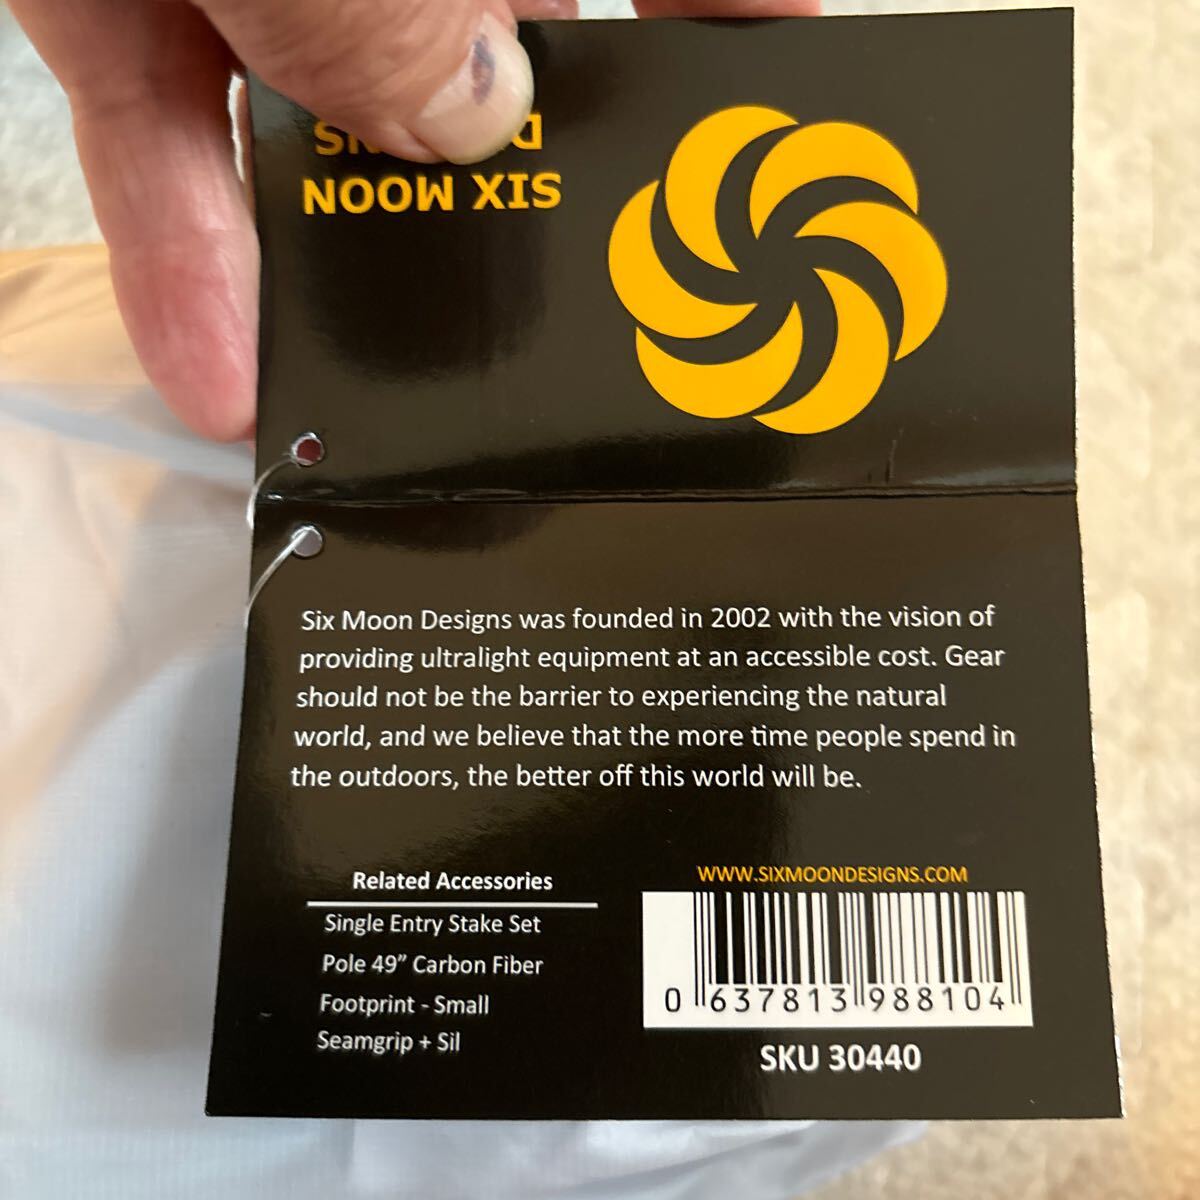 SIX MOON
Six Moon Designs was founded in 2002 with the vision of
providing ultralight equipment at an accessible cost. Gear
should not be the barrier to experiencing the natural
world, and we believe that the more time people spend in
the outdoors, the better off this world will be.
Related Accessories
Single Entry Stake Set
Pole 49” Carbon Fiber
Footprint - Small
Seamgrip + Sil
WWW.SIXMOONDESIGNS.COM
0 637813 988104
SKU 30440